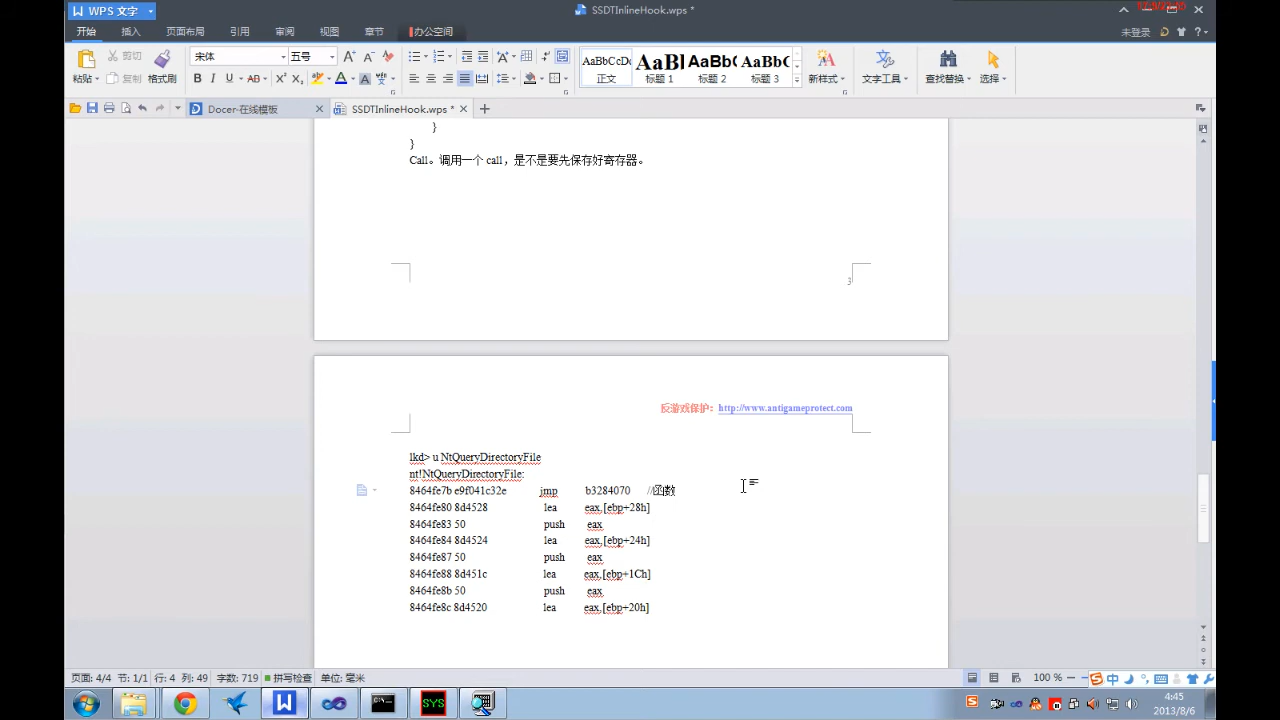 WPS 文字
SSDTInlineHook.wps *
开始 插入 页面布局 引用 审阅 视图 章节 办公空间
未登录
粘贴 剪切 复制 格式刷
宋体 五号
AaBbCcDc AaBl AaBbC AaBbC
正文 标题 1 标题 2 标题 3
新样式 文字工具 查找替换 选择
Docer-在线模板 SSDTInlineHook.wps *
}
}
Call。调用一个 call，是不是要先保存好寄存器。
3
反游戏保护：http://www.antigameprotect.com
lkd> u NtQueryDirectoryFile
nt!NtQueryDirectoryFile:
8464fe7b e9f041c32e jmp b3284070 //函数
8464fe80 8d4528 lea eax,[ebp+28h]
8464fe83 50 push eax
8464fe84 8d4524 lea eax,[ebp+24h]
8464fe87 50 push eax
8464fe88 8d451c lea eax,[ebp+1Ch]
8464fe8b 50 push eax
8464fe8c 8d4520 lea eax,[ebp+20h]
页面: 4/4 节: 1/1 行: 4 列: 49 字数: 719 拼写检查 单位: 毫米
100 %
中
SYS
4:45
2013/8/6